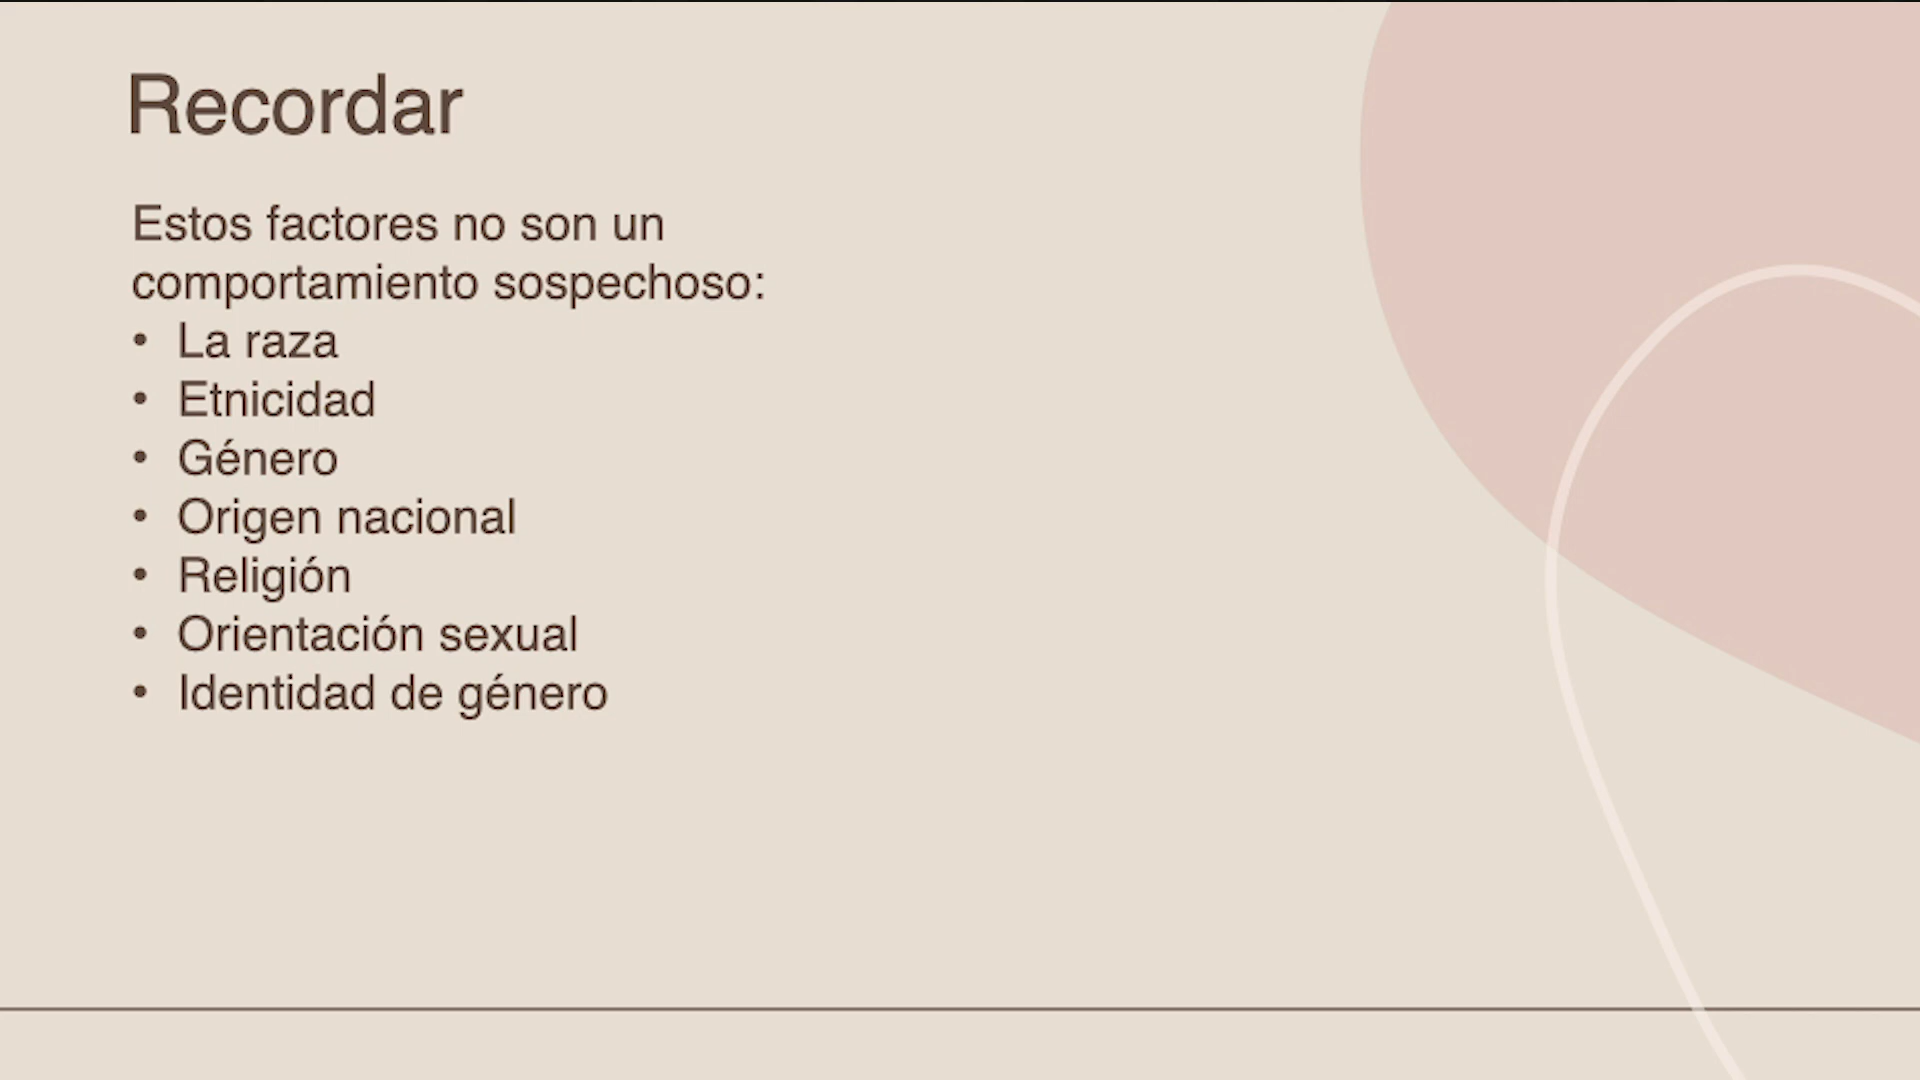 Recordar
Estos factores no son un
comportamiento sospechoso:
• La raza
• Etnicidad
• Género
• Origen nacional
• Religión
• Orientación sexual
• Identidad de género